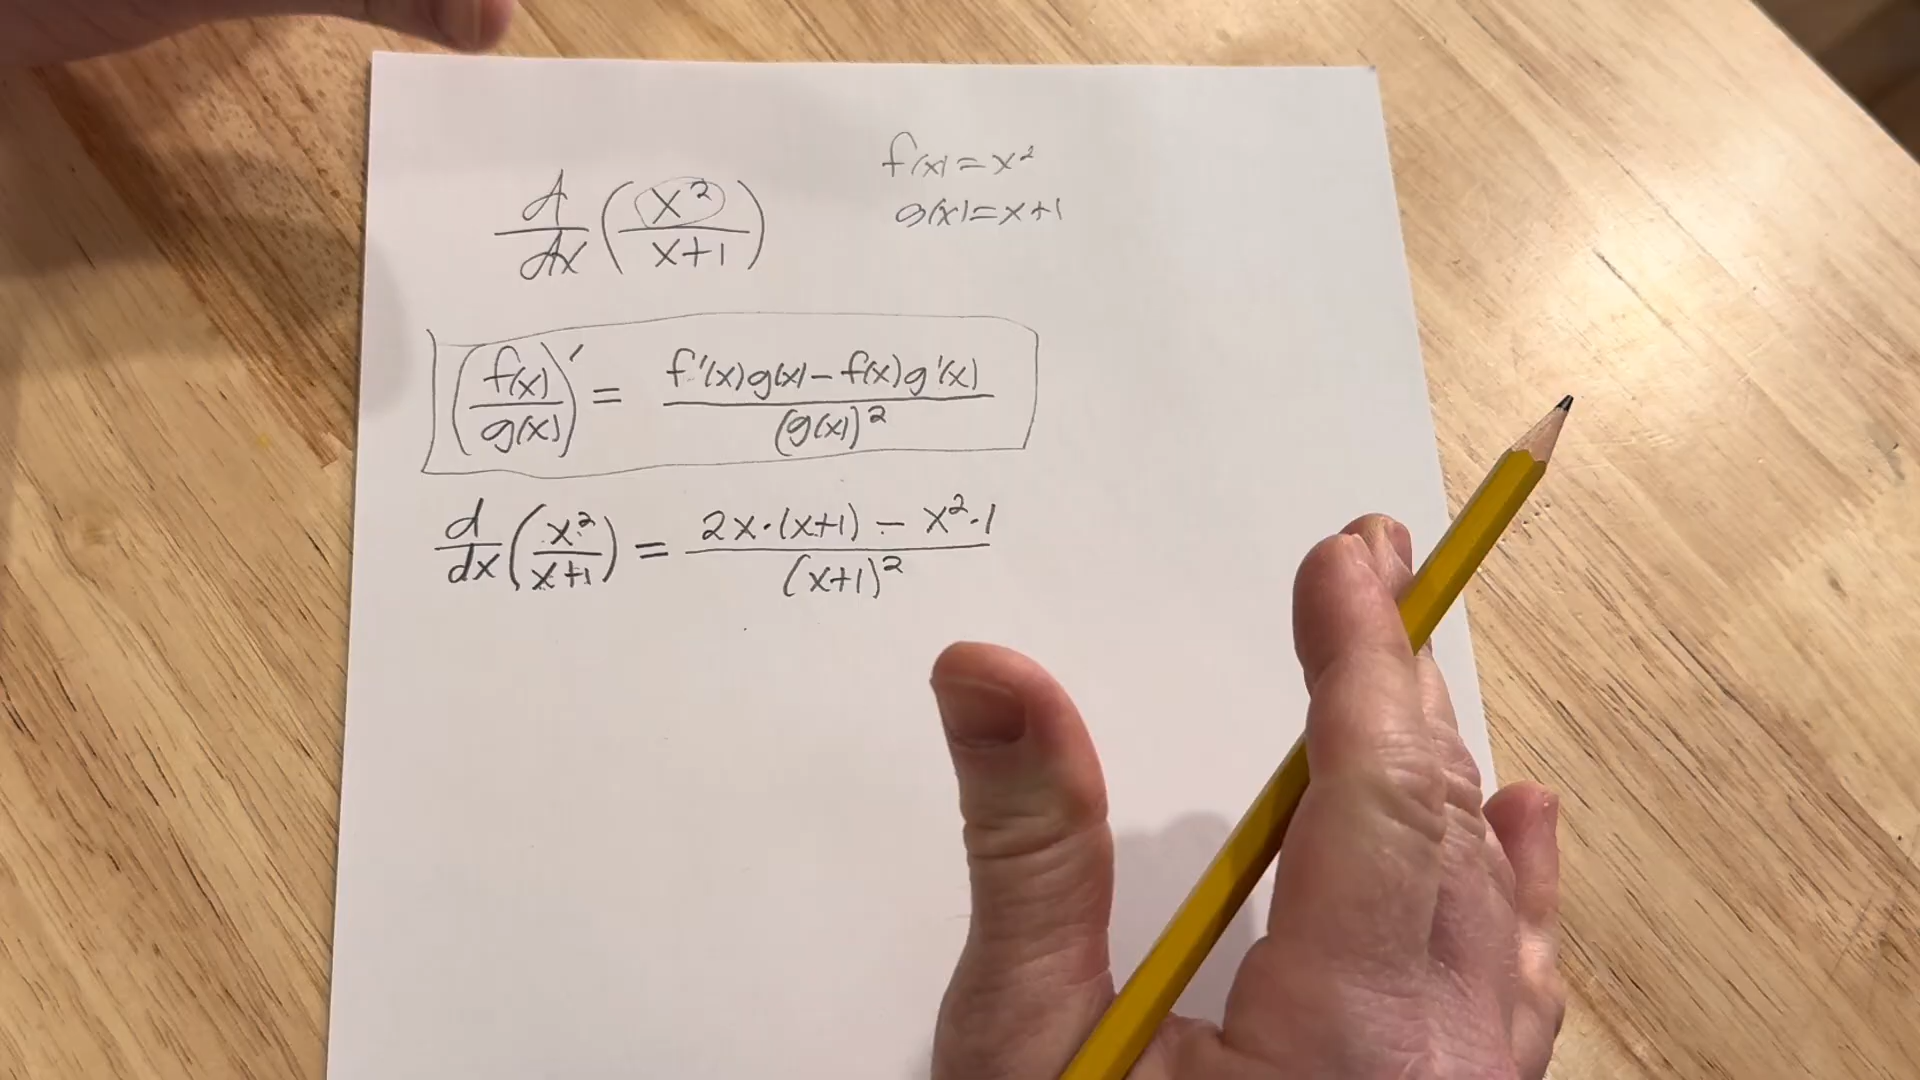 d/dx (x²/(x+1))
f(x)=x²
g(x)=x+1
(f(x)/g(x))′ = (f′(x)g(x)−f(x)g′(x))/(g(x))²
d/dx (x²/(x+1)) = (2x·(x+1) − x²·1)/(x+1)²